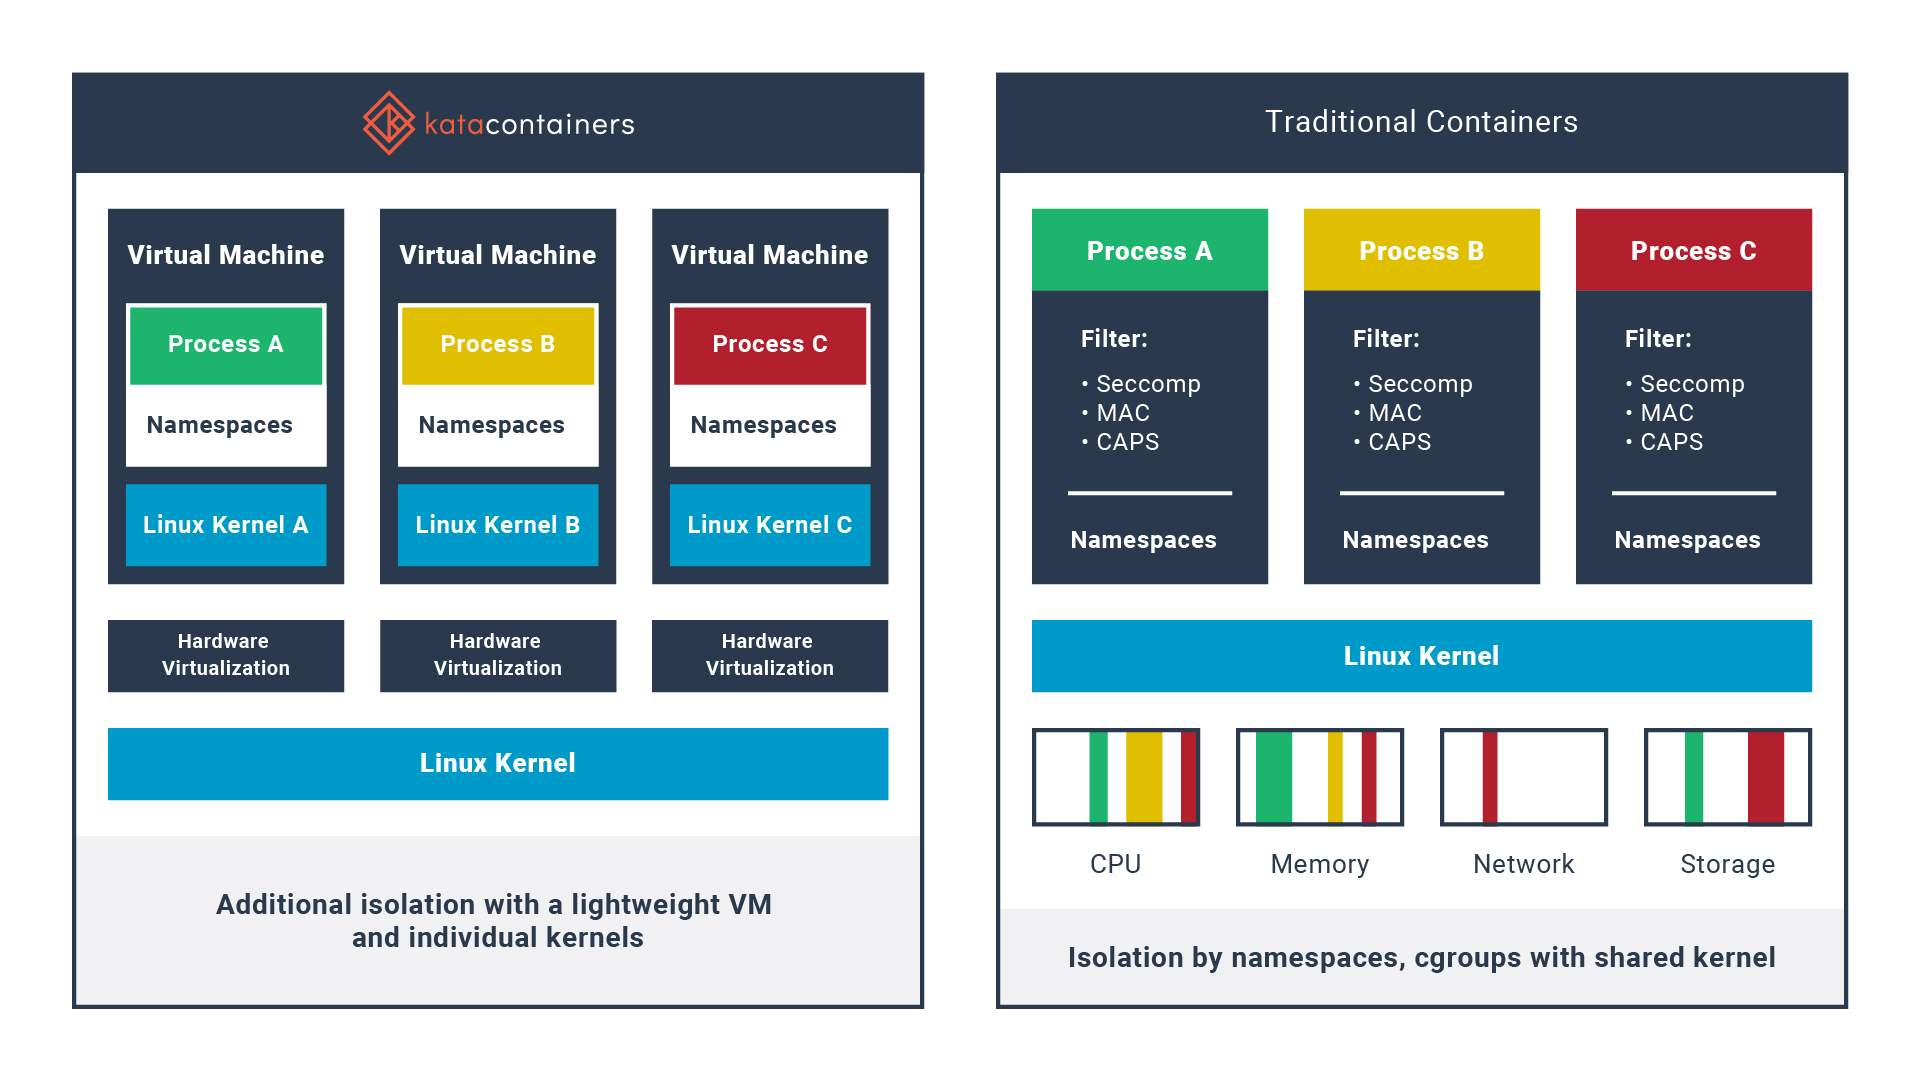 katacontainers
Virtual Machine
Process A
Namespaces
Linux Kernel A
Virtual Machine
Process B
Namespaces
Linux Kernel B
Virtual Machine
Process C
Namespaces
Linux Kernel C
Hardware
Virtualization
Hardware
Virtualization
Hardware
Virtualization
Linux Kernel
Additional isolation with a lightweight VM
and individual kernels
Traditional Containers
Process A
Filter:
• Seccomp
• MAC
• CAPS
Namespaces
Process B
Filter:
• Seccomp
• MAC
• CAPS
Namespaces
Process C
Filter:
• Seccomp
• MAC
• CAPS
Namespaces
Linux Kernel
CPU
Memory
Network
Storage
Isolation by namespaces, cgroups with shared kernel